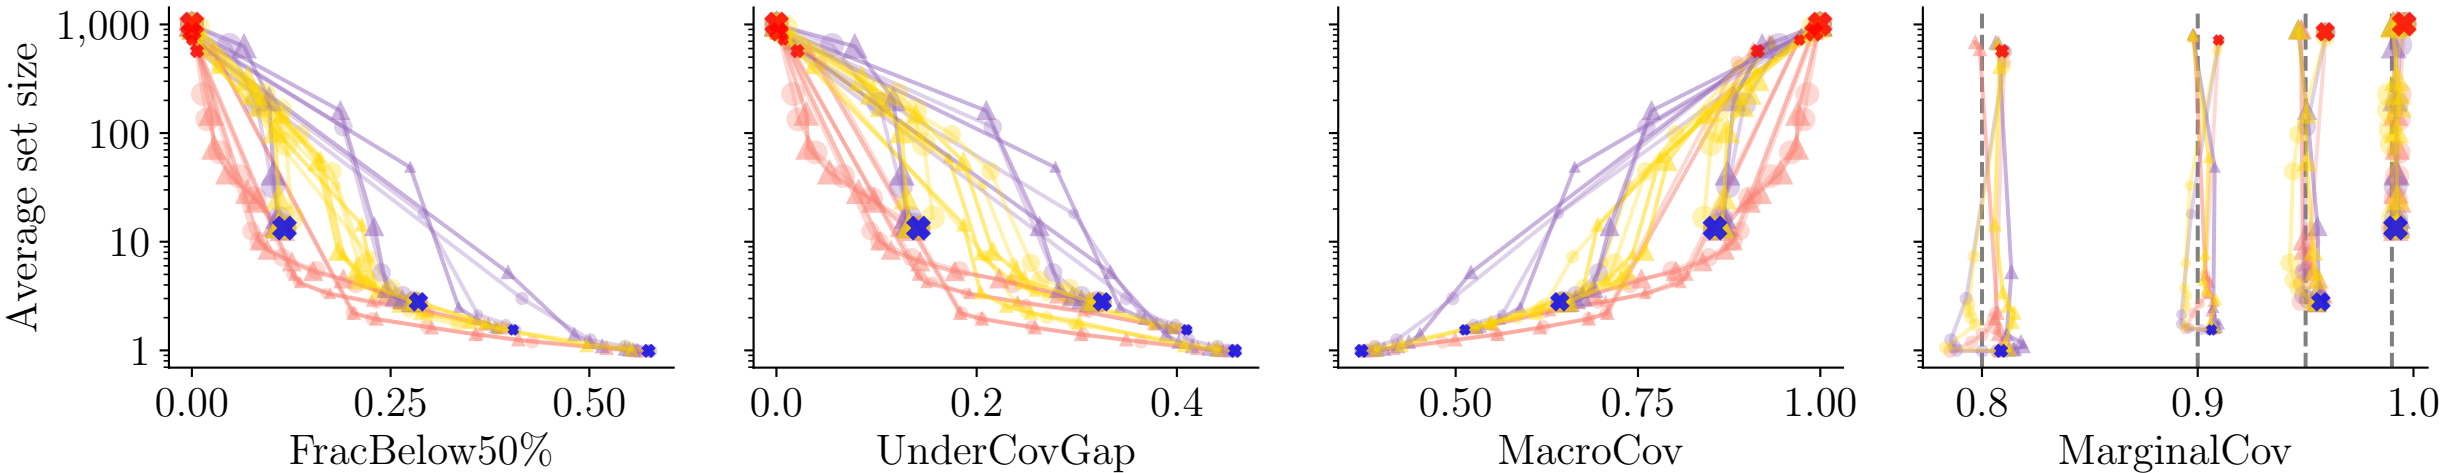 Average set size
1,000
100
10
1
0.00 0.25 0.50
FracBelow50%
0.0 0.2 0.4
UnderCovGap
0.50 0.75 1.00
MacroCov
0.8 0.9 1.0
MarginalCov